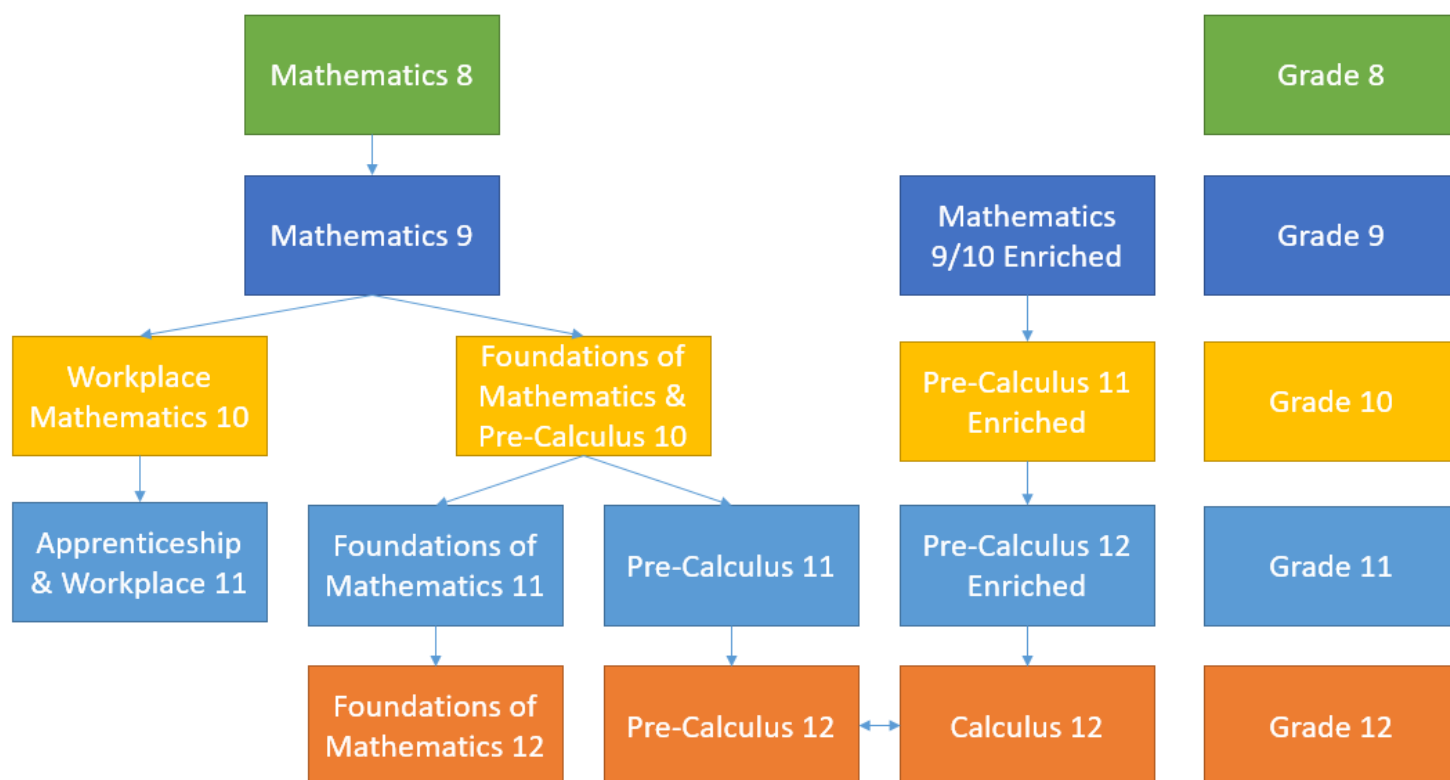 Mathematics 8
Grade 8
Mathematics 9
Mathematics
9/10 Enriched
Grade 9
Workplace
Mathematics 10
Foundations of
Mathematics &
Pre-Calculus 10
Pre-Calculus 11
Enriched
Grade 10
Apprenticeship
& Workplace 11
Foundations of
Mathematics 11
Pre-Calculus 11
Pre-Calculus 12
Enriched
Grade 11
Foundations of
Mathematics 12
Pre-Calculus 12
Calculus 12
Grade 12